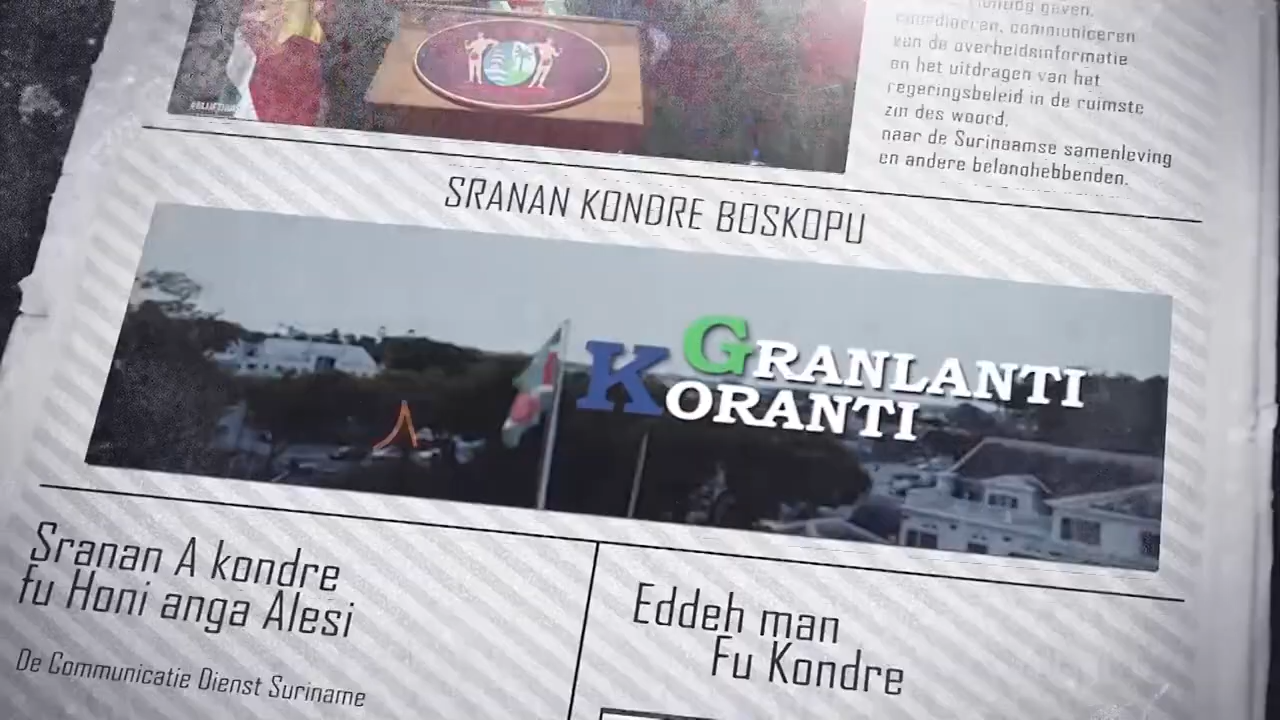 geven.
coordineren, communiceren
van de overheidsinformatie
en het uitdragen van het
regeringsbeleid in de ruimste
zin des woord.
naar de Surinaamse samenleving
en andere belanghebbenden.
SRANAN KONDRE BOSKOPU
GRANLANTI
KORANTI
Sranan A kondre
fu Honi anga Alesi
De Communicatie Dienst Suriname
Eddeh man
Fu Kondre